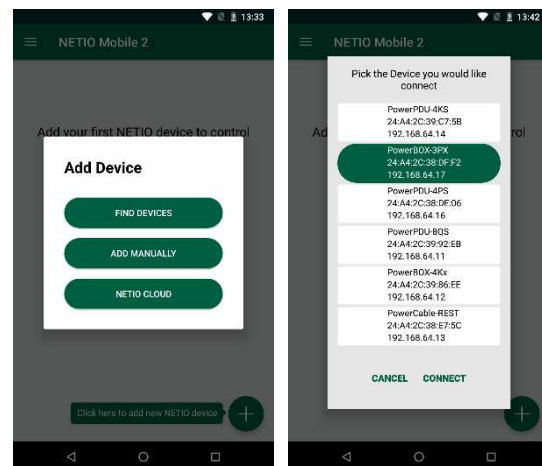 13:33
NETIO Mobile 2
Add your first NETIO device to control
Add Device
FIND DEVICES
ADD MANUALLY
NETIO CLOUD
Click here to add new NETIO device
13:42
NETIO Mobile 2
Ad
rol
Pick the Device you would like
connect
PowerPDU-4KS
24:A4:2C:39:C7:5B
192.168.64.14
PowerBOX-3PX
24:A4:2C:38:DF:F2
192.168.64.17
PowerPDU-4PS
24:A4:2C:38:DE:06
192.168.64.16
PowerPDU-8QS
24:A4:2C:39:92:EB
192.168.64.11
PowerBOX-4Kx
24:A4:2C:39:86:EE
192.168.64.12
PowerCable-REST
24:A4:2C:38:E7:5C
192.168.64.13
CANCEL CONNECT